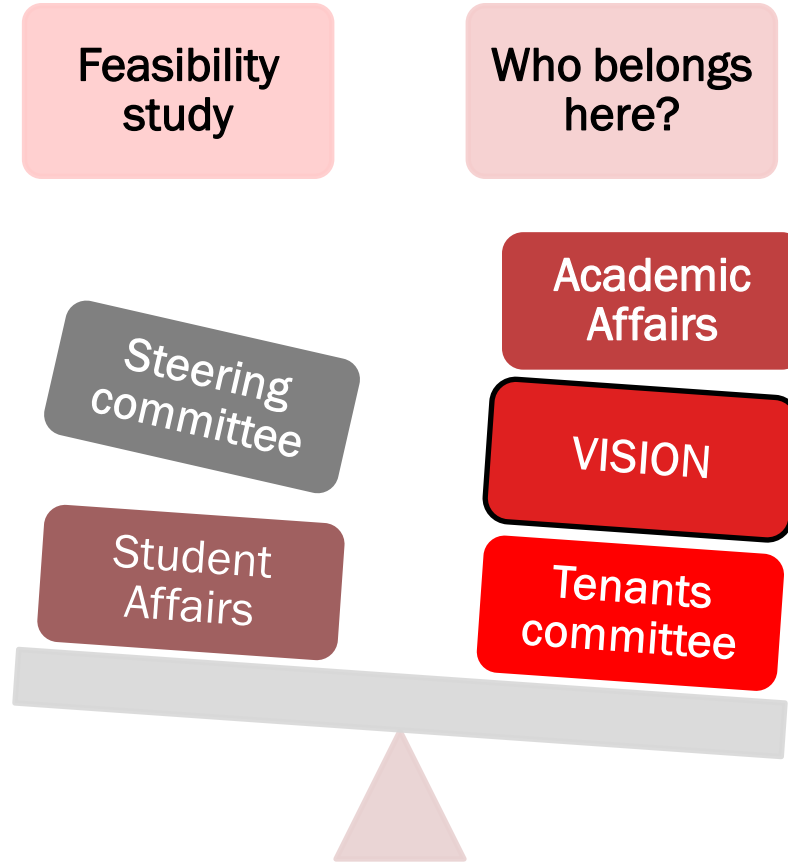 Feasibility
study
Who belongs
here?
Academic
Affairs
Steering
committee
VISION
Student
Affairs
Tenants
committee